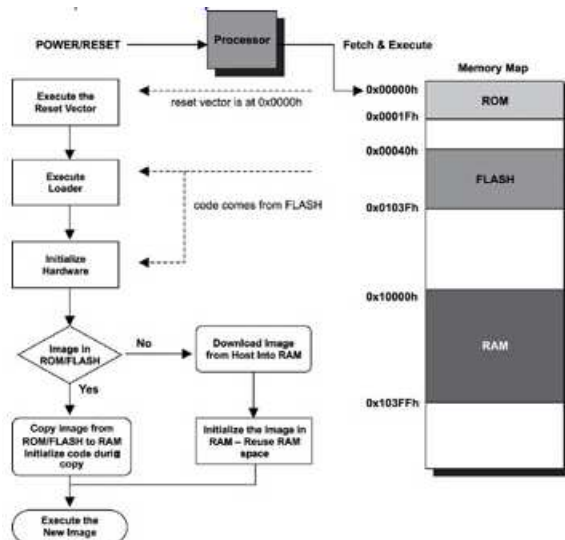 POWER/RESET
Processor
Fetch & Execute
Memory Map
Execute the
Reset Vector
reset vector is at 0x0000h
0x00000h
ROM
0x0001Fh
0x00040h
Execute
Loader
code comes from FLASH
FLASH
0x0103Fh
Initialize
Hardware
0x10000h
Image in
ROM/FLASH
No
Download Image
from Host Into RAM
RAM
Yes
0x103FFh
Copy Image from
ROM/FLASH to RAM
Initialize code during
copy
Initialize the Image in
RAM – Reuse RAM
space
Execute the
New Image